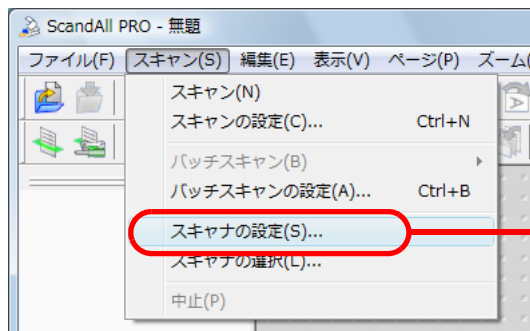 ScandAll PRO - 無題
ファイル(F) スキャン(S) 編集(E) 表示(V) ページ(P) ズーム(
スキャン(N)
スキャンの設定(C)... Ctrl+N
バッチスキャン(B)
バッチスキャンの設定(A)... Ctrl+B
スキャナの設定(S)...
スキャナの選択(L)...
中止(P)
A